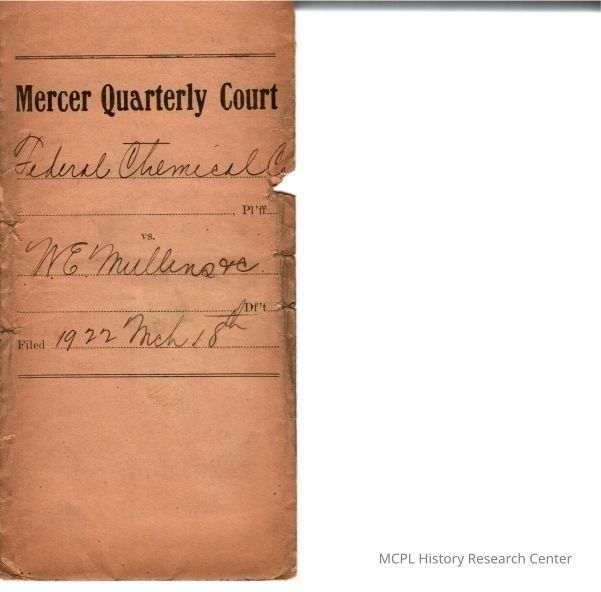 Mercer Quarterly Court
Federal Chemical Co
, Pl'ff
vs.
W.E. Mullins &c
Df't
Filed 1922 Mch 18th
MCPL History Research Center